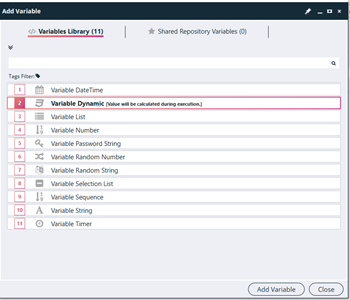 Add Variable
</> Variables Library (11)
Shared Repository Variables (0)
Tags Filter:
1 Variable DateTime
2 Variable Dynamic [Value will be calculated during execution.]
3 Variable List
4 Variable Number
5 Variable Password String
6 Variable Random Number
7 Variable Random String
8 Variable Selection List
9 Variable Sequence
10 Variable String
11 Variable Timer
Add Variable Close